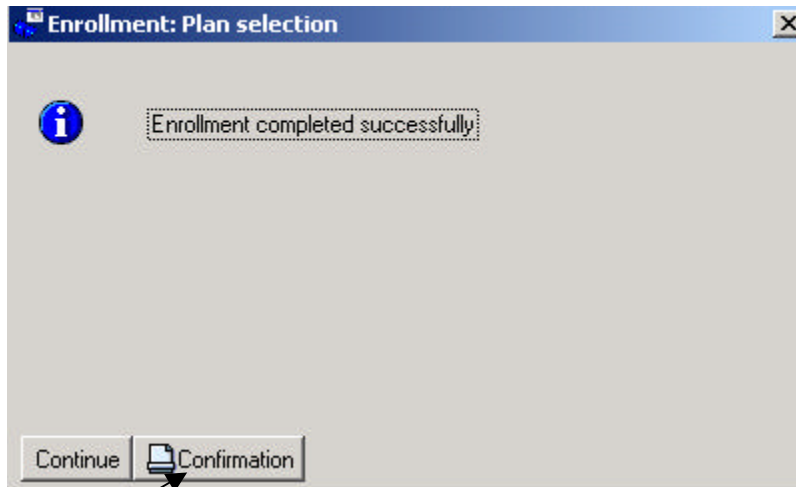 Enrollment: Plan selection
Enrollment completed successfully
Continue
Confirmation